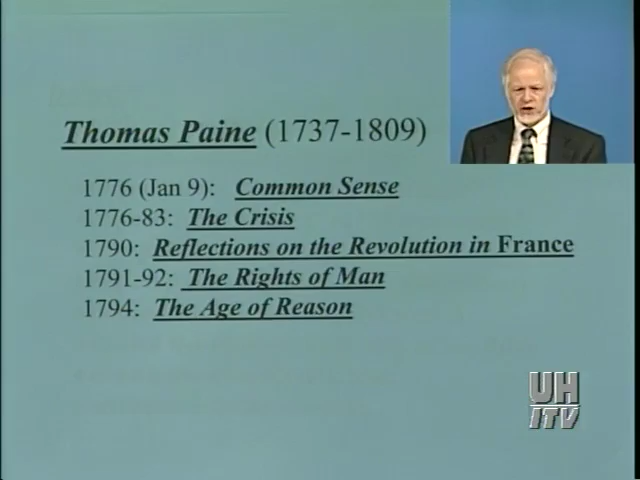 Thomas Paine (1737-1809)
1776 (Jan 9): Common Sense
1776-83: The Crisis
1790: Reflections on the Revolution in France
1791-92: The Rights of Man
1794: The Age of Reason
UH
ITV